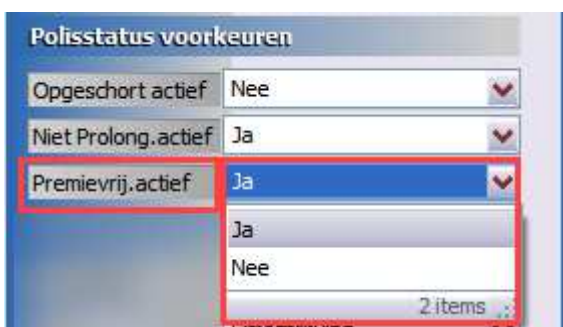 Polisstatus voorkeuren
Opgeschort actief Nee
Niet Prolong.actief Ja
Premievrij.actief Ja
Ja
Nee
2 items